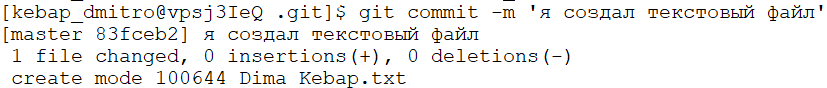 [kebap_dmitro@vpsj3IeQ .git]$ git commit -m 'я создал текстовый файл'
[master 83fceb2] я создал текстовый файл
 1 file changed, 0 insertions(+), 0 deletions(-)
 create mode 100644 Dima Kebap.txt